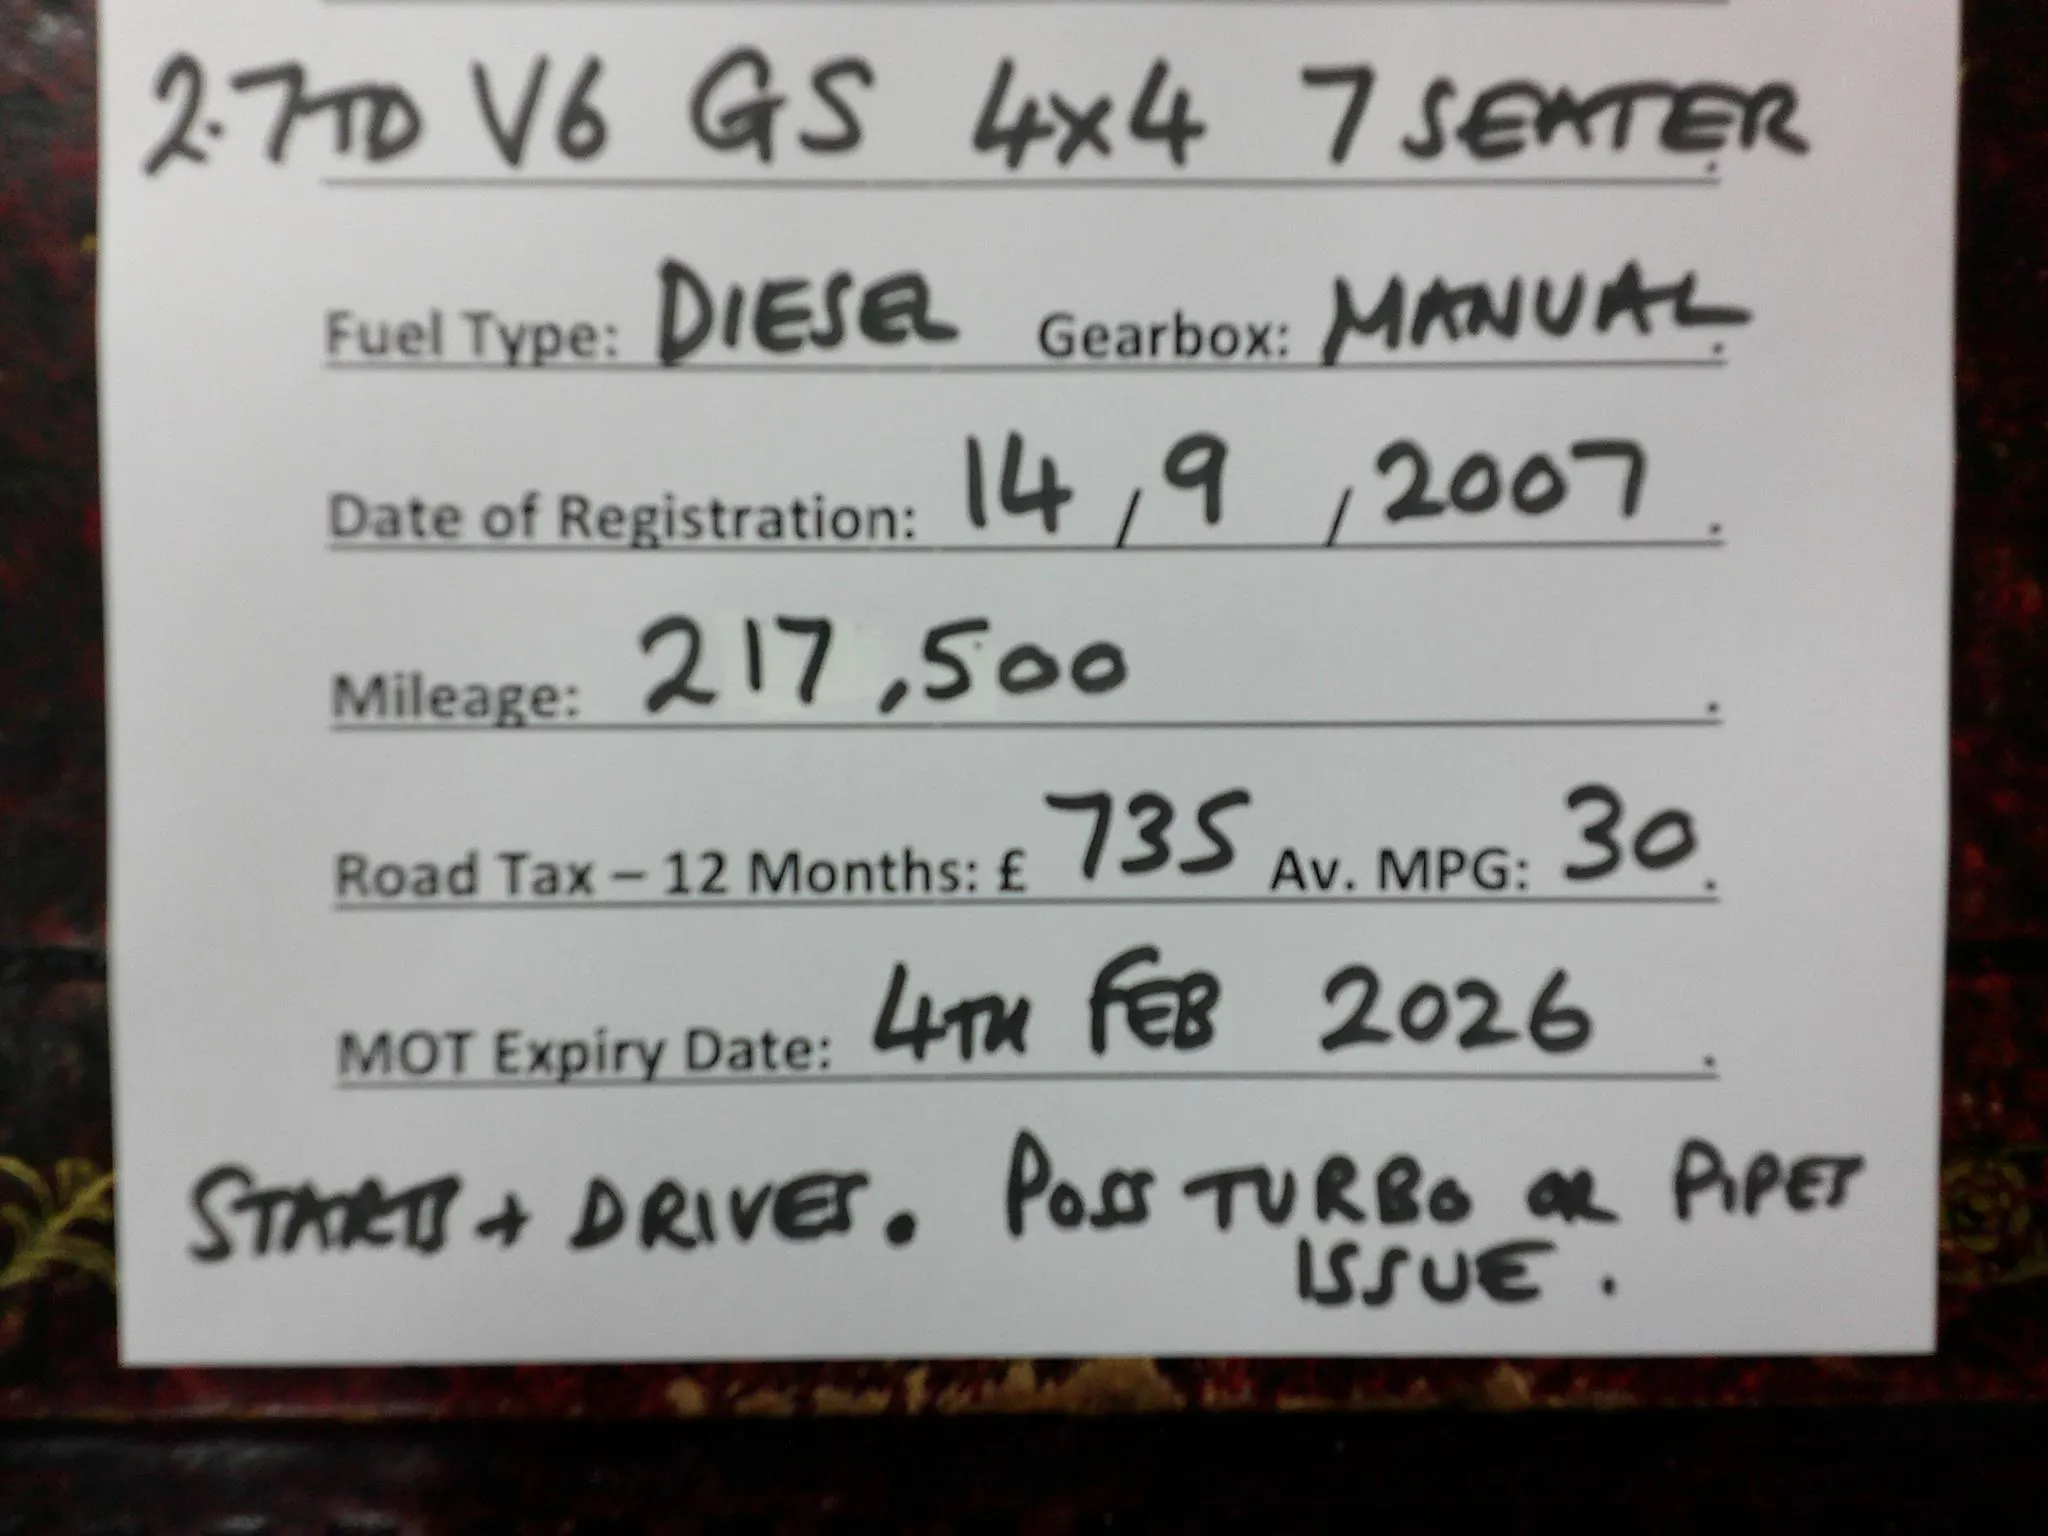 2.7TD V6 GS 4x4 7 SEATER.
Fuel Type: DIESEL Gearbox: MANUAL.
Date of Registration: 14 / 9 / 2007.
Mileage: 217,500.
Road Tax – 12 Months: £ 735 Av. MPG: 30.
MOT Expiry Date: 4TH FEB 2026.
STARTS + DRIVES. POSS TURBO OR PIPES
ISSUE.